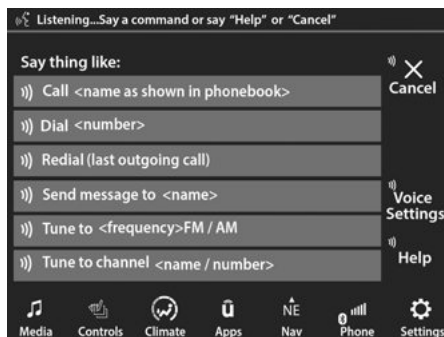 Listening...Say a command or say “Help” or “Cancel”
Say thing like:
Call <name as shown in phonebook>
Dial <number>
Redial (last outgoing call)
Send message to <name>
Tune to <frequency>FM / AM
Tune to channel <name / number>
Cancel
Voice
Settings
Help
NE
Media Controls Climate Apps Nav Phone Settings